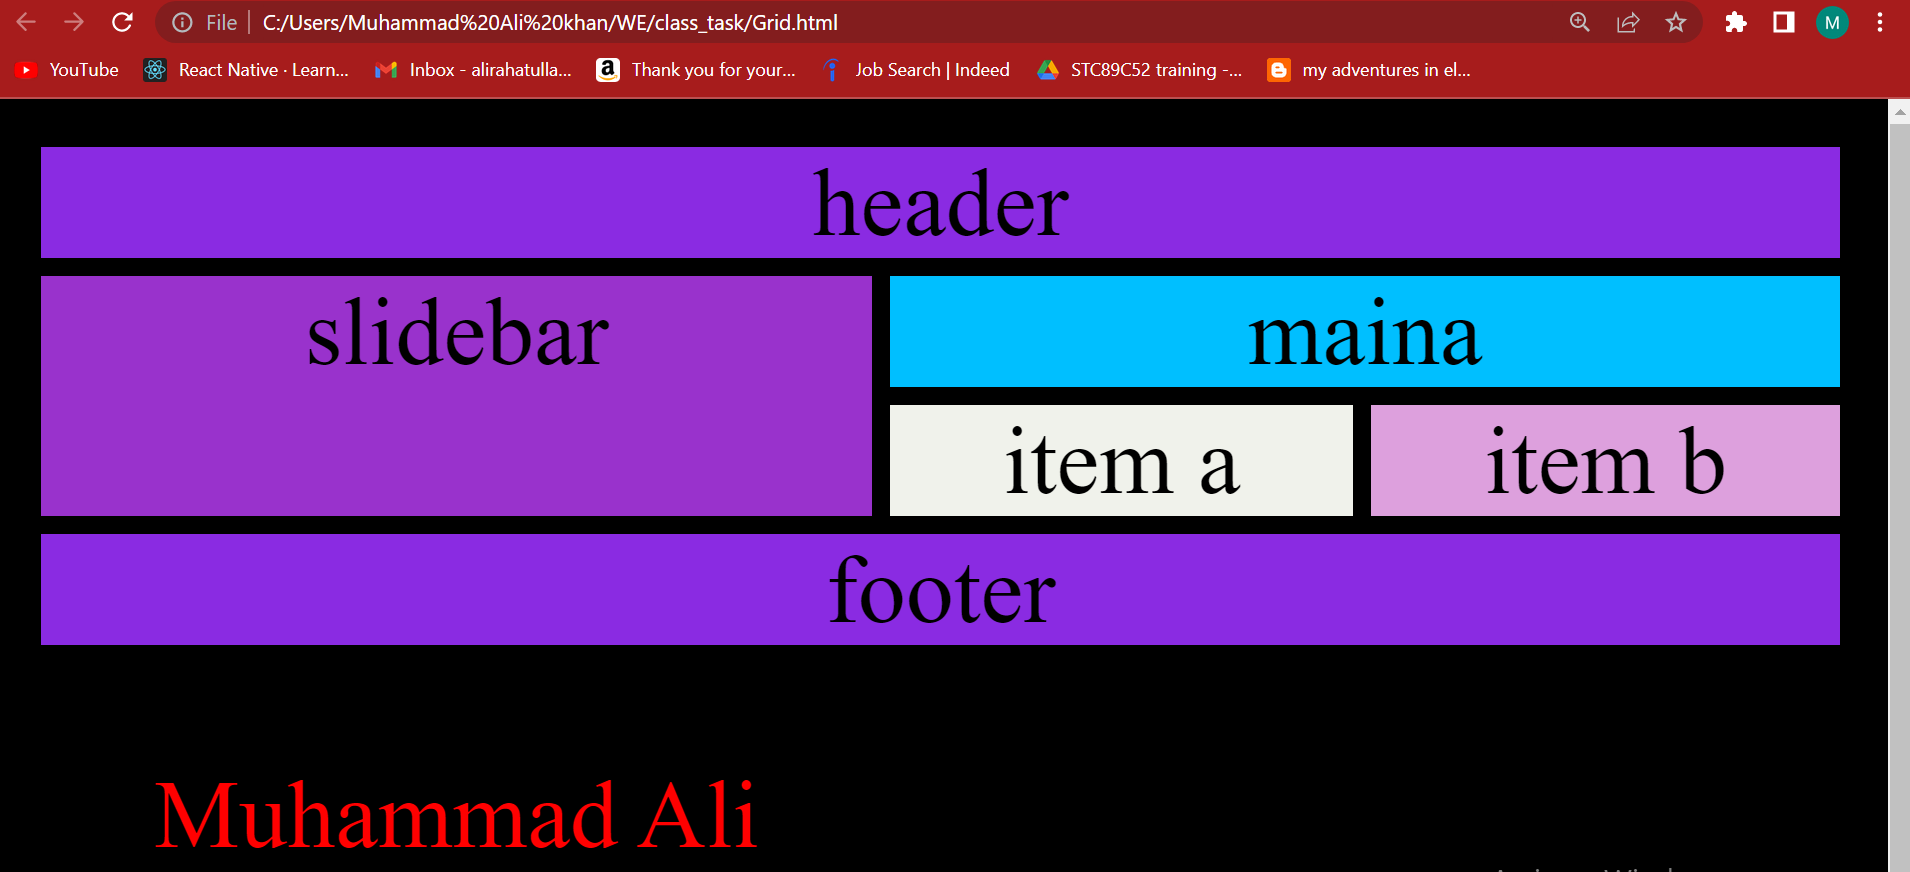 File C:/Users/Muhammad%20Ali%20khan/WE/class_task/Grid.html M
YouTube React Native · Learn... Inbox - alirahatulla... a Thank you for your... Job Search | Indeed STC89C52 training -... my adventures in el...
header
slidebar maina
item a item b
footer
Muhammad Ali